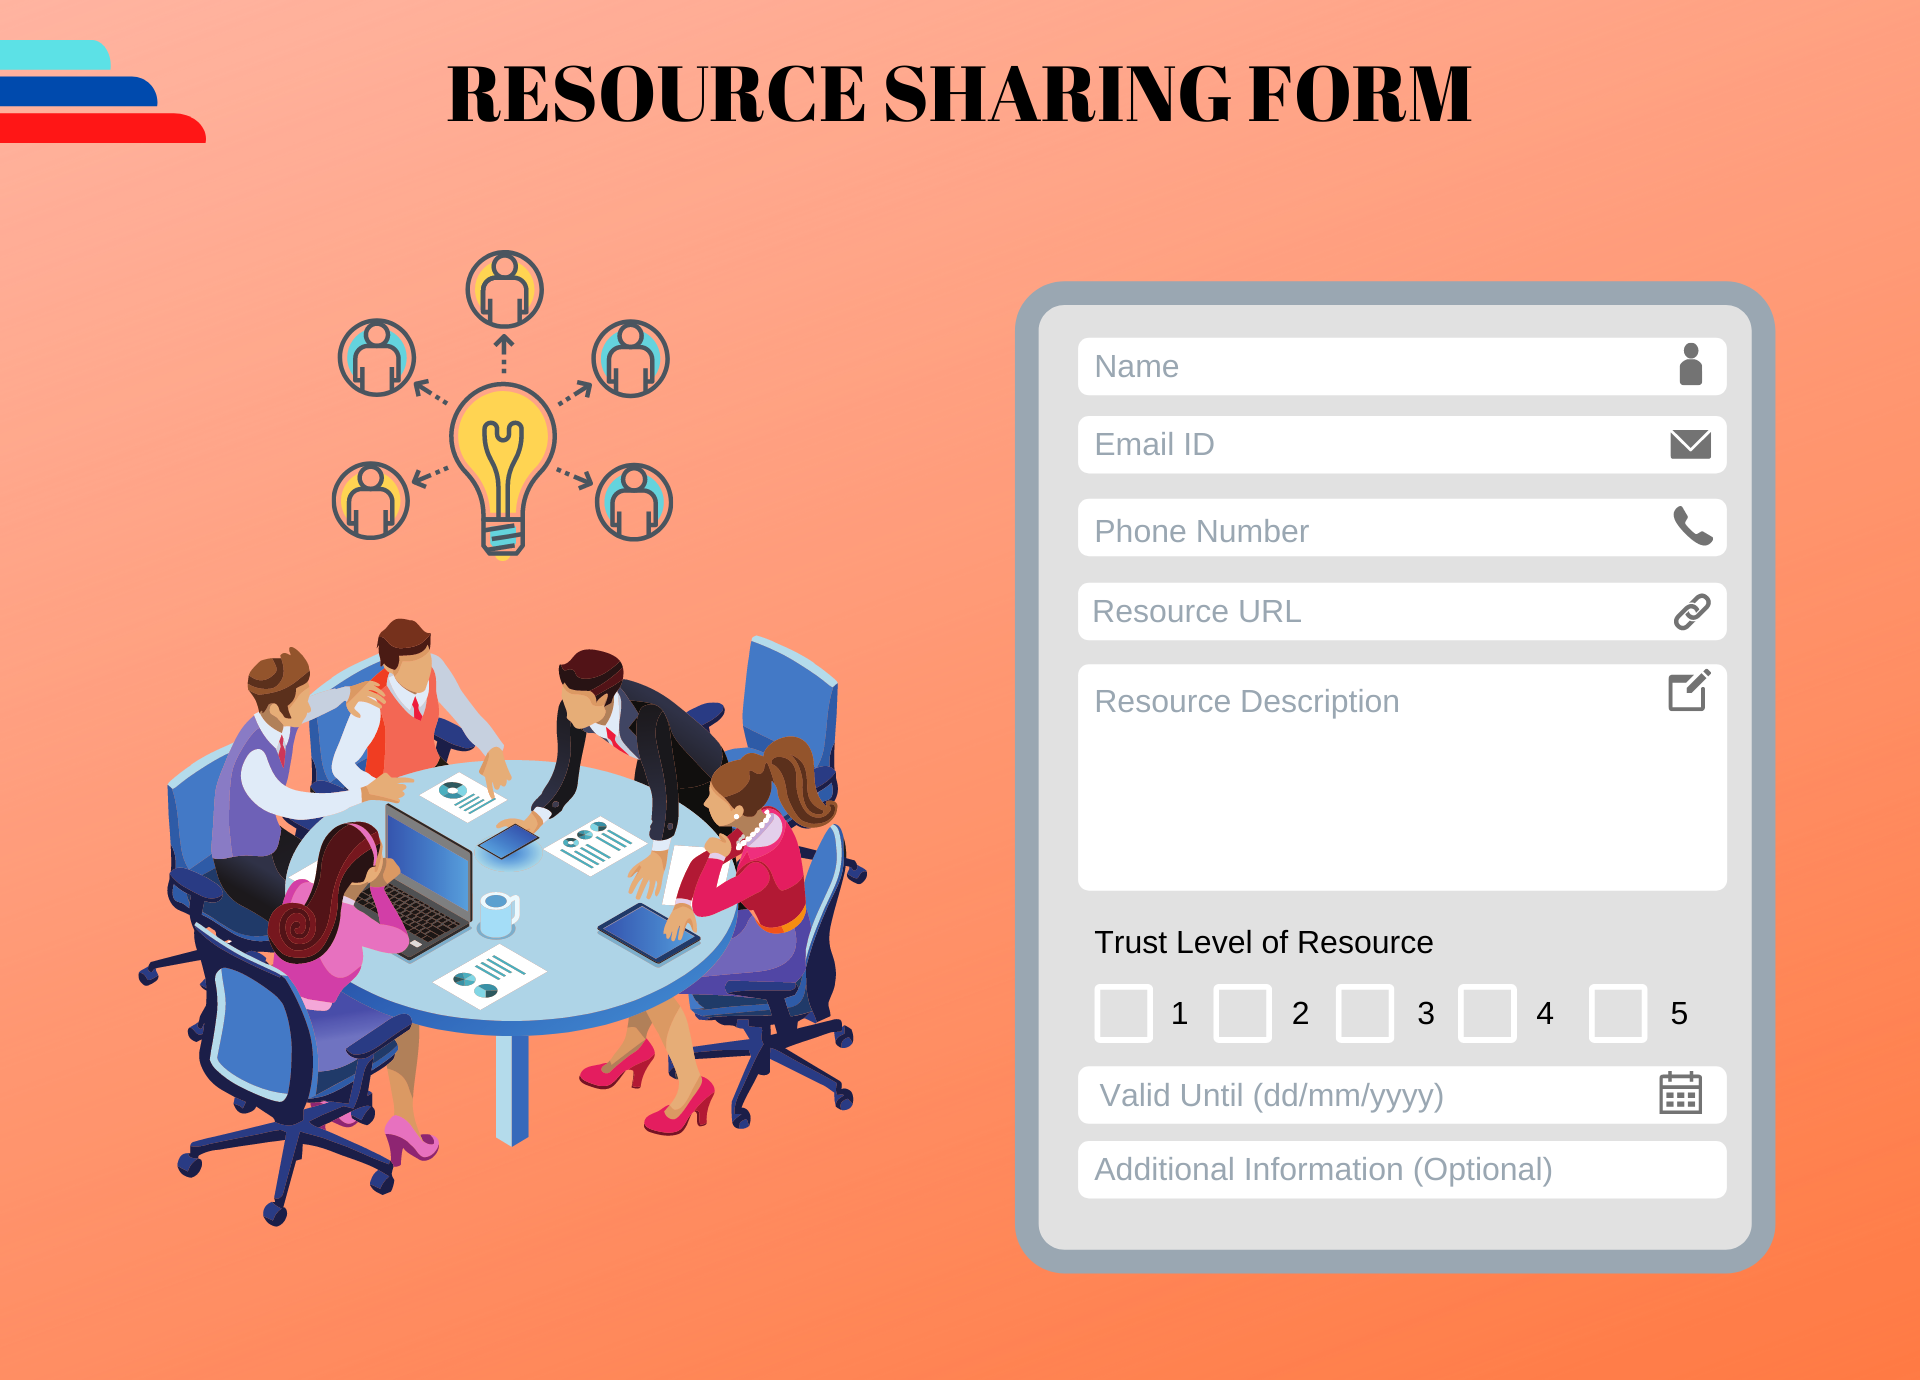 RESOURCE SHARING FORM
Name
Email ID
Phone Number
Resource URL
Resource Description
Trust Level of Resource
1 2 3 4 5
Valid Until (dd/mm/yyyy)
Additional Information (Optional)